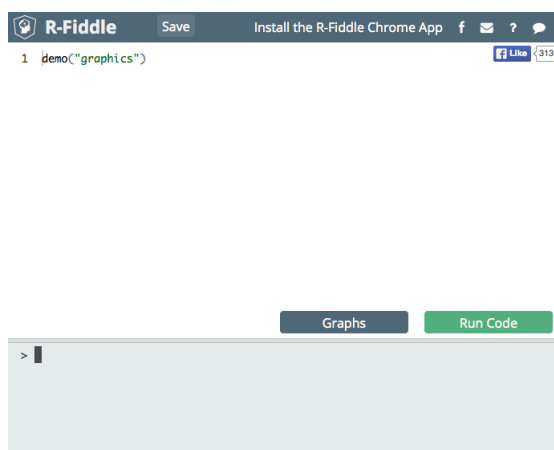 R-Fiddle Save Install the R-Fiddle Chrome App f ?
1 demo("graphics")
f Like 313
Graphs Run Code
>